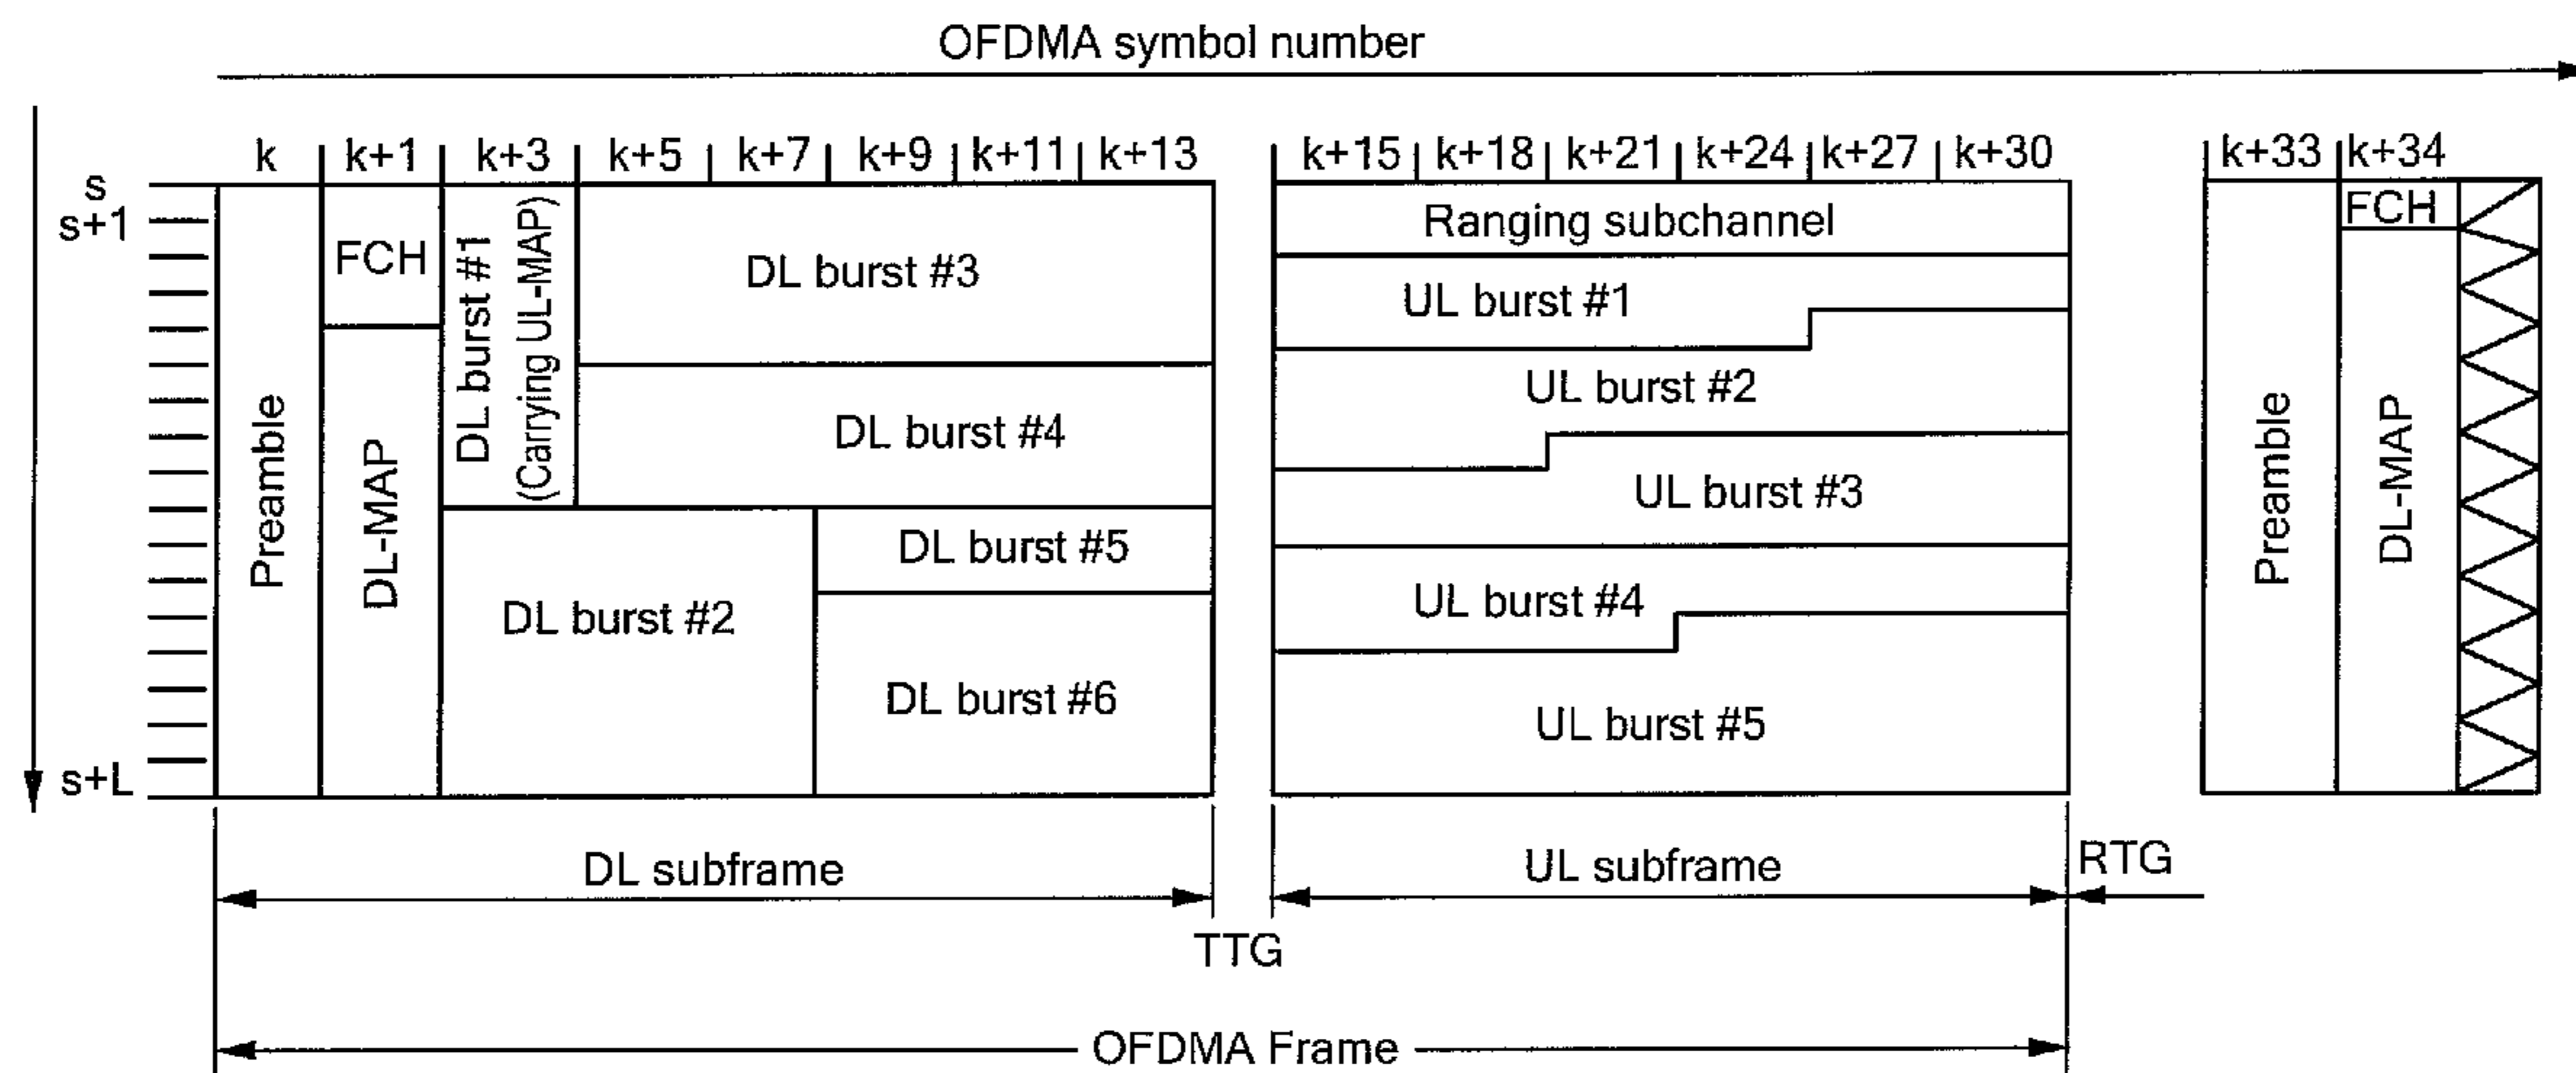 OFDMA symbol number
k k+1 k+3 k+5 k+7 k+9 k+11 k+13 k+15 k+18 k+21 k+24 k+27 k+30 k+33 k+34
s
s+1
s+L
Preamble
FCH
DL-MAP
DL burst #1
(Carrying UL-MAP)
DL burst #3
DL burst #4
DL burst #2
DL burst #5
DL burst #6
Ranging subchannel
UL burst #1
UL burst #2
UL burst #3
UL burst #4
UL burst #5
Preamble
FCH
DL-MAP
DL subframe
TTG
UL subframe
RTG
OFDMA Frame